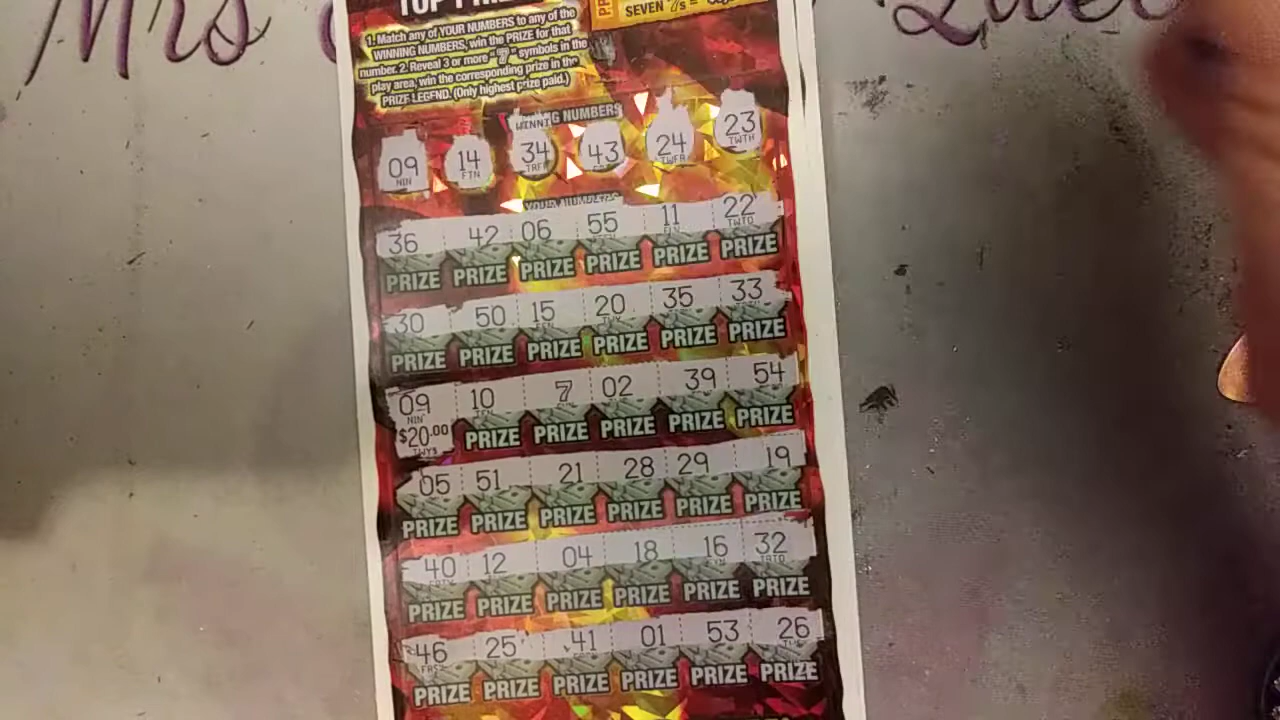 Mrs
TOP PRI
SEVEN 7s =
1. Match any of YOUR NUMBERS to any of the
WINNING NUMBERS, win the PRIZE for that
number. 2. Reveal 3 or more "7" symbols in the
play area, win the corresponding prize in the
PRIZE LEGEND. (Only highest prize paid.)
WINNING NUMBERS
09 14 34 43 24 23
NIN FTN TRFR TWFR TWTH
YOUR NUMBERS
36 42 06 55 11 22
TWTO
PRIZE PRIZE PRIZE PRIZE PRIZE PRIZE
30 50 15 20 35 33
PRIZE PRIZE PRIZE PRIZE PRIZE PRIZE
09 10 7 02 39 54
NIN
$20.00 PRIZE PRIZE PRIZE PRIZE PRIZE
TWY$
05 51 21 28 29 19
PRIZE PRIZE PRIZE PRIZE PRIZE PRIZE
40 12 04 18 16 32
PRIZE PRIZE PRIZE PRIZE PRIZE PRIZE
46 25 41 01 53 26
PRIZE PRIZE PRIZE PRIZE PRIZE PRIZE